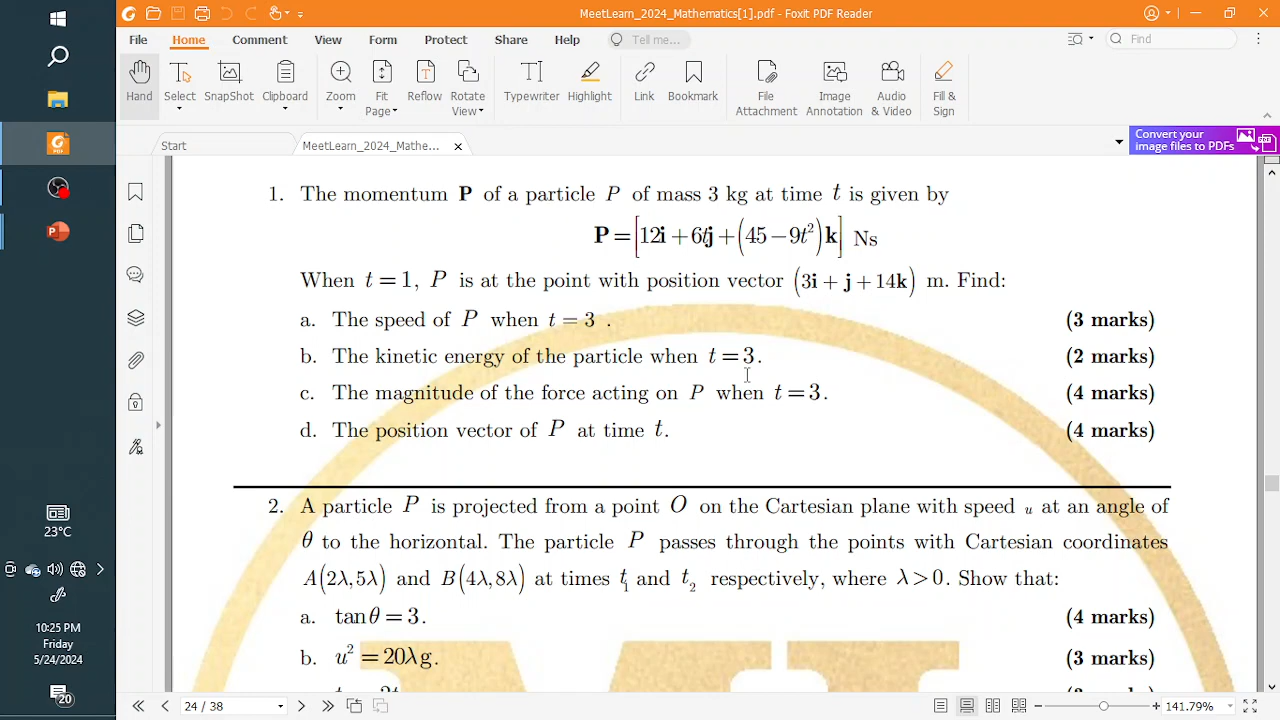 MeetLearn_2024_Mathematics[1].pdf - Foxit PDF Reader
File Home Comment View Form Protect Share Help Tell me... Find
Hand Select SnapShot Clipboard Zoom Fit Page Reflow Rotate View Typewriter Highlight Link Bookmark File Attachment Image Annotation Audio & Video Fill & Sign
Start MeetLearn_2024_Mathe... Convert your image files to PDFs
1. The momentum P of a particle P of mass 3 kg at time t is given by
P = [12i + 6tj + (45 − 9t²)k] Ns
When t = 1, P is at the point with position vector (3i + j + 14k) m. Find:
a. The speed of P when t = 3 . (3 marks)
b. The kinetic energy of the particle when t = 3. (2 marks)
c. The magnitude of the force acting on P when t = 3. (4 marks)
d. The position vector of P at time t. (4 marks)
2. A particle P is projected from a point O on the Cartesian plane with speed u at an angle of
θ to the horizontal. The particle P passes through the points with Cartesian coordinates
A(2λ,5λ) and B(4λ,8λ) at times t₁ and t₂ respectively, where λ > 0. Show that:
a. tanθ = 3. (4 marks)
b. u² = 20λg. (3 marks)
23°C
10:25 PM
Friday
5/24/2024
20
24 / 38
141.79%